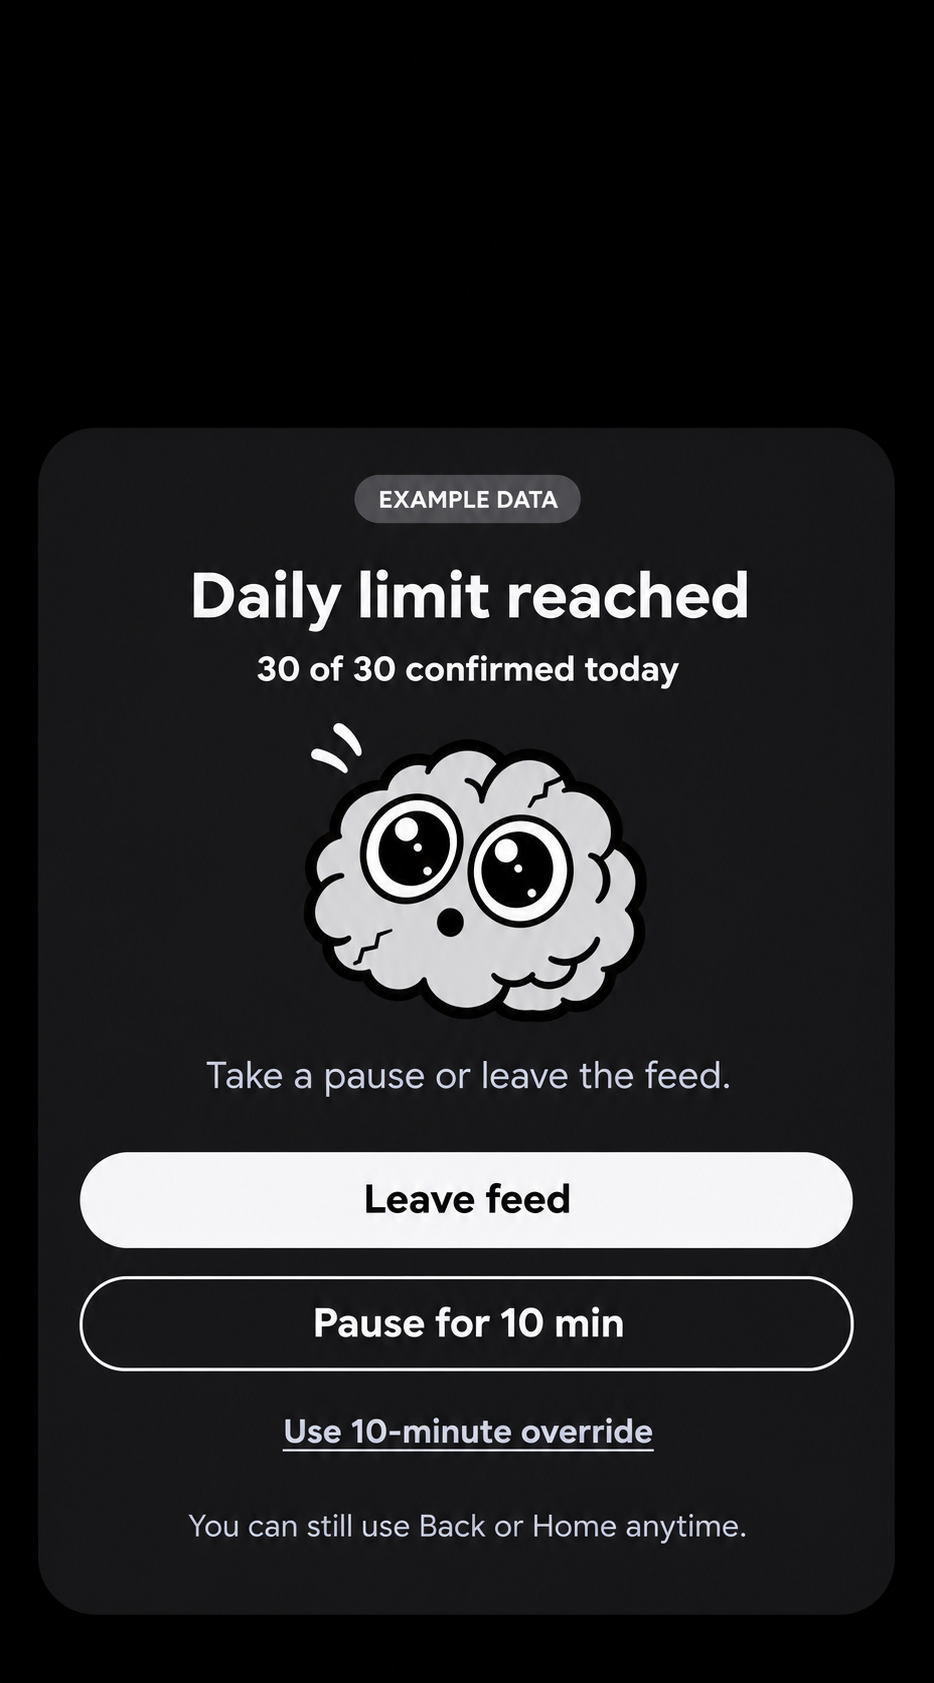 EXAMPLE DATA
Daily limit reached
30 of 30 confirmed today
Take a pause or leave the feed.
Leave feed
Pause for 10 min
Use 10-minute override
You can still use Back or Home anytime.